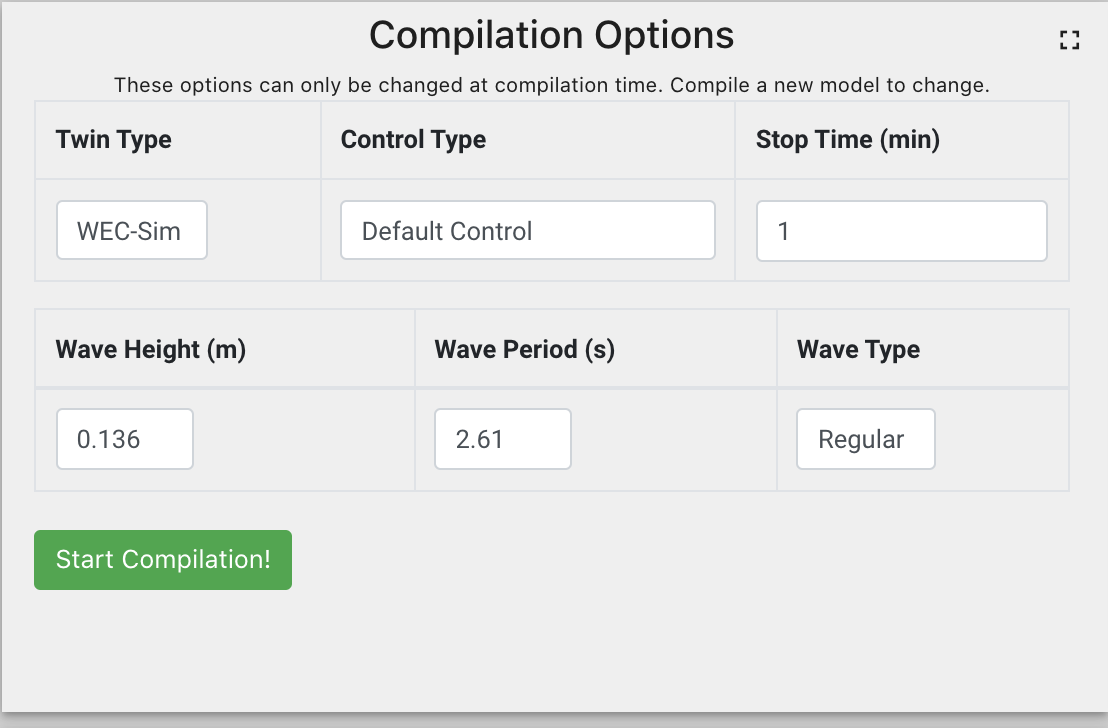 Compilation Options
These options can only be changed at compilation time. Compile a new model to change.
Twin Type Control Type Stop Time (min)
WEC-Sim Default Control 1
Wave Height (m) Wave Period (s) Wave Type
0.136 2.61 Regular
Start Compilation!